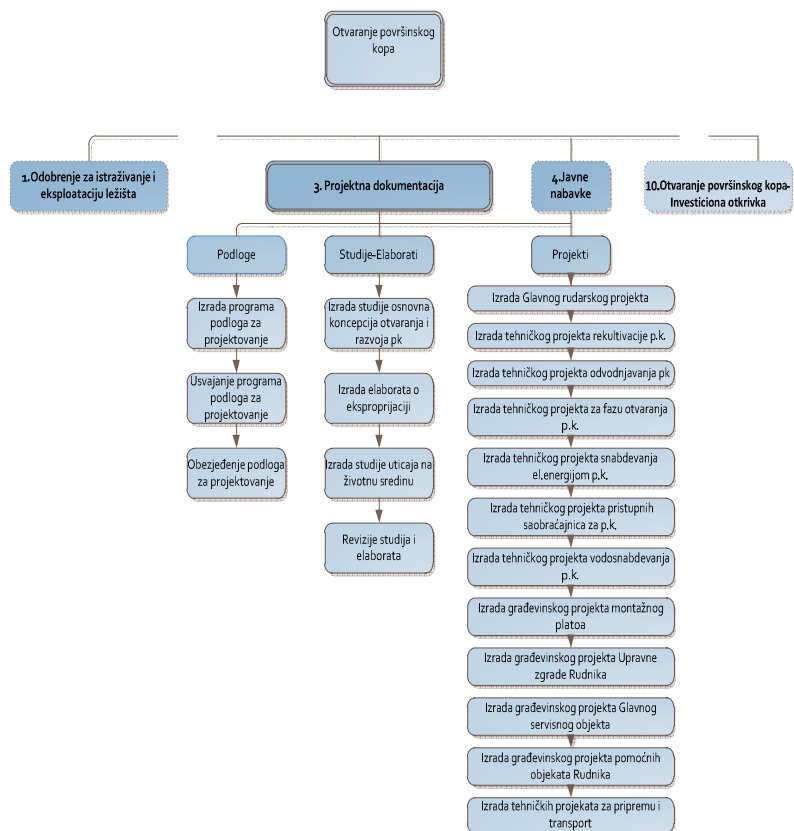 Otvaranje površinskog
kopa
1.Odobrenje za istraživanje i
eksploataciju ležišta
3. Projektna dokumentacija
4.Javne
nabavke
10.Otvaranje površinskog kopa-
Investiciona otkrivka
Podloge
Izrada programa
podloga za
projektovanje
Usvajanje programa
podloga za
projektovanje
Obezjeđenje podloga
za projektovanje
Studije-Elaborati
Izrada studije osnovna
koncepcija otvaranja i
razvoja pk
Izrada elaborata o
eksproprijaciji
Izrada studije uticaja na
životnu sredinu
Revizije studija i
elaborata
Projekti
Izrada Glavnog rudarskog projekta
Izrada tehničkog projekta rekultivacije p.k.
Izrada tehničkog projekta odvodnjavanja pk
Izrada tehničkog projekta za fazu otvaranja
p.k.
Izrada tehničkog projekta snabdevanja
el.energijom p.k.
Izrada tehničkog projekta pristupnih
saobraćajnica za p.k.
Izrada tehničkog projekta vodosnabdevanja
p.k.
Izrada građevinskog projekta montažnog
platoa
Izrada građevinskog projekta Upravne
zgrade Rudnika
Izrada građevinskog projekta Glavnog
servisnog objekta
Izrada građevinskog projekta pomoćnih
objekata Rudnika
Izrada tehničkih projekata za pripremu i
transport